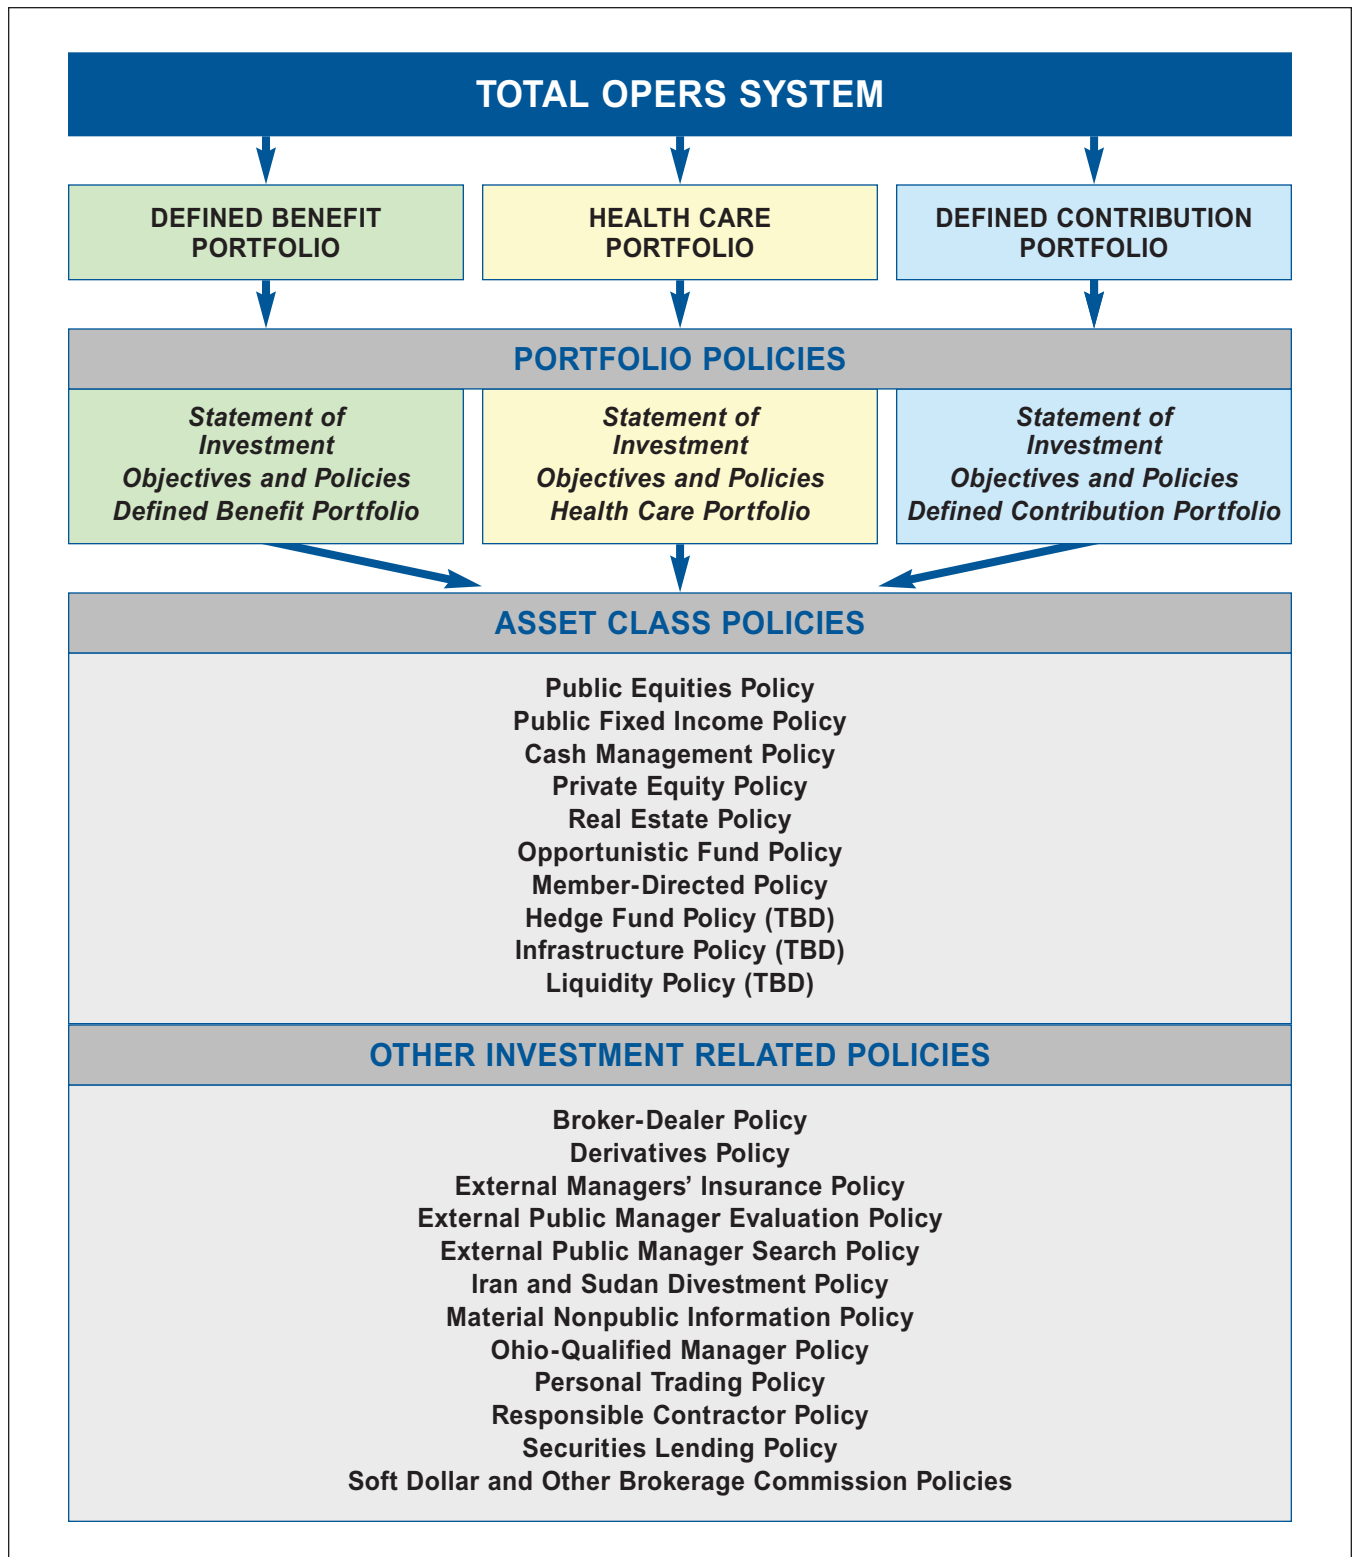 TOTAL OPERS SYSTEM
DEFINED BENEFIT
PORTFOLIO
HEALTH CARE
PORTFOLIO
DEFINED CONTRIBUTION
PORTFOLIO
PORTFOLIO POLICIES
Statement of
Investment
Objectives and Policies
Defined Benefit Portfolio
Statement of
Investment
Objectives and Policies
Health Care Portfolio
Statement of
Investment
Objectives and Policies
Defined Contribution Portfolio
ASSET CLASS POLICIES
Public Equities Policy
Public Fixed Income Policy
Cash Management Policy
Private Equity Policy
Real Estate Policy
Opportunistic Fund Policy
Member-Directed Policy
Hedge Fund Policy (TBD)
Infrastructure Policy (TBD)
Liquidity Policy (TBD)
OTHER INVESTMENT RELATED POLICIES
Broker-Dealer Policy
Derivatives Policy
External Managers’ Insurance Policy
External Public Manager Evaluation Policy
External Public Manager Search Policy
Iran and Sudan Divestment Policy
Material Nonpublic Information Policy
Ohio-Qualified Manager Policy
Personal Trading Policy
Responsible Contractor Policy
Securities Lending Policy
Soft Dollar and Other Brokerage Commission Policies